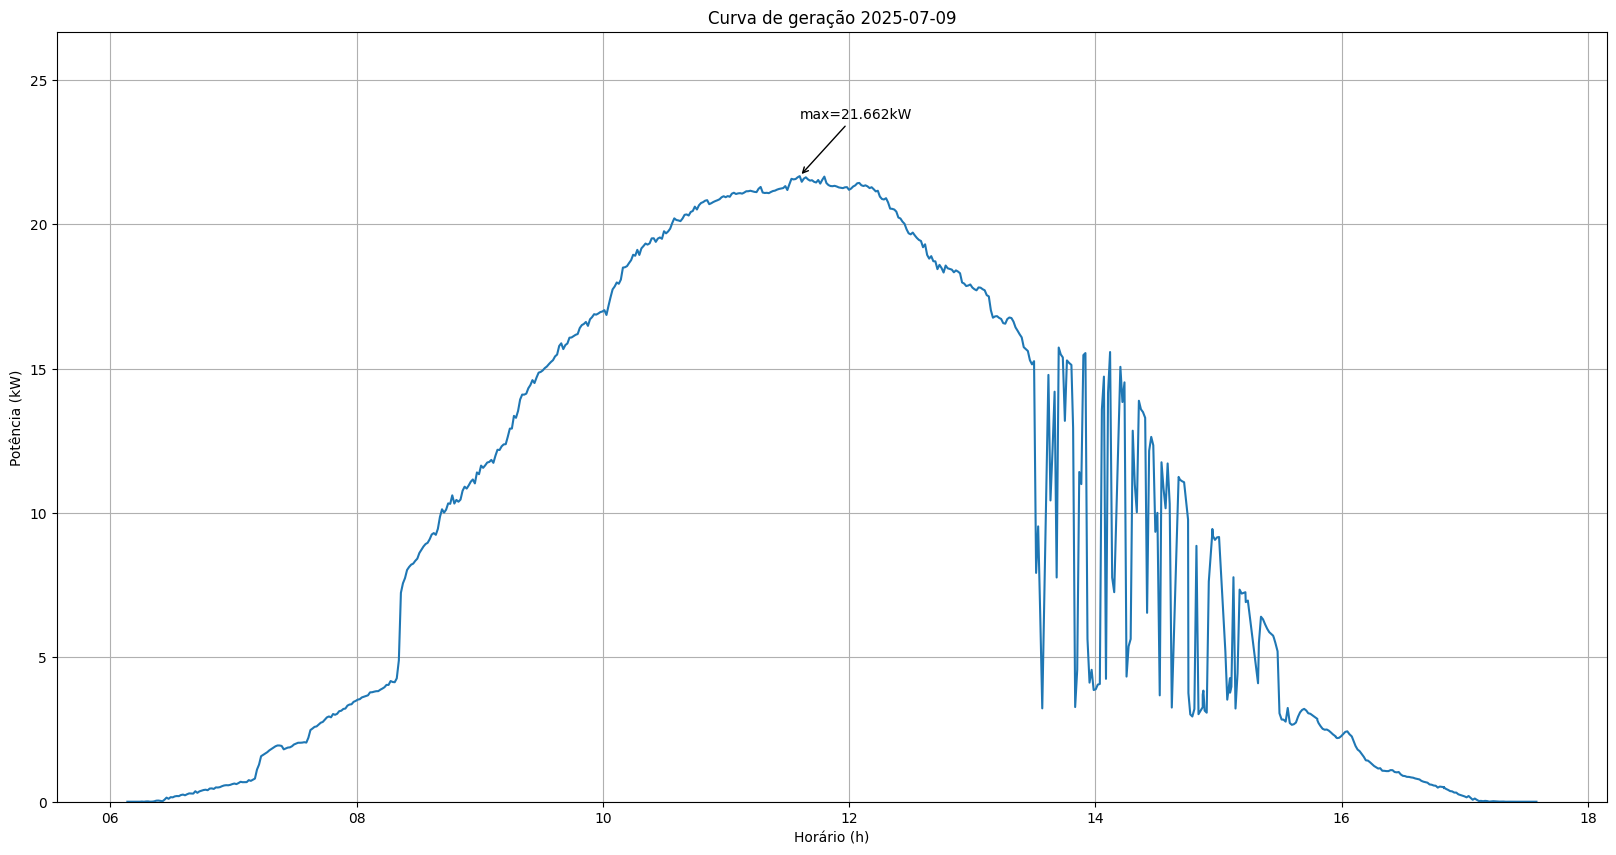 Curva de geração 2025-07-09
max=21.662kW
Potência (kW)
25
20
15
10
5
0
06 08 10 12 14 16 18
Horário (h)